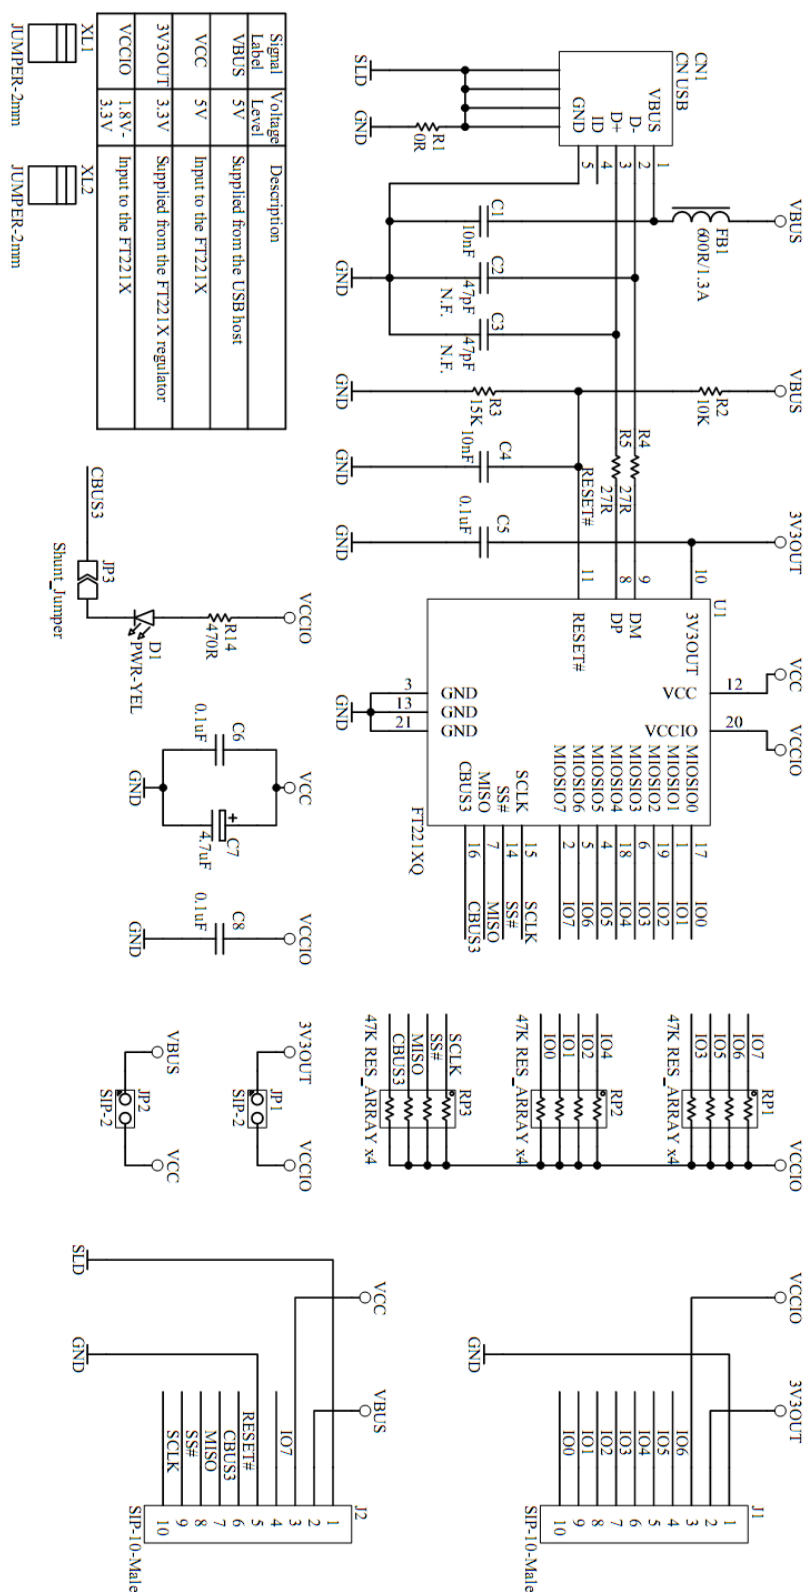 CN1
CNUSB
VBUS
D-
D+
ID
GND
1
2
3
4
5
SLD
GND
R1
0R
VBUS
FB1
600R/1.3A
C1
10nF
C2
47pF
N.F.
C3
47pF
N.F.
GND
VBUS
R2
10K
R3
15K
GND
R4
27R
R5
27R
C4
10nF
GND
RESET#
3V3OUT
C5
0.1uF
GND
U1
10
3V3OUT
9
DM
8
DP
11
RESET#
VCC
12
VCC
VCCIO
20
VCCIO
3
GND
13
GND
21
GND
GND
MIOSIO0
17
IO0
MIOSIO1
1
IO1
MIOSIO2
19
IO2
MIOSIO3
6
IO3
MIOSIO4
18
IO4
MIOSIO5
4
IO5
MIOSIO6
5
IO6
MIOSIO7
2
IO7
SCLK
15
SCLK
SS#
14
SS#
MISO
7
MISO
CBUS3
16
CBUS3
FT221XQ
VCCIO
RP1
IO7
IO6
IO5
IO3
47K RES_ARRAY x4
RP2
IO4
IO2
IO1
IO0
47K RES_ARRAY x4
RP3
SCLK
SS#
MISO
CBUS3
47K RES_ARRAY x4
VCCIO
3V3OUT
GND
J1
1
2
3
IO6 4
IO5 5
IO4 6
IO3 7
IO2 8
IO1 9
IO0 10
SIP-10-Male
Signal Label Voltage Level Description
VBUS 5V Supplied from the USB host
VCC 5V Input to the FT221X
3V3OUT 3.3V Supplied from the FT221X regulator
VCCIO 1.8V-3.3V Input to the FT221X
XL1
JUMPER-2mm
XL2
JUMPER-2mm
CBUS3
JP3
Shunt_Jumper
D1
PWR-YEL
R14
470R
VCCIO
VCC
C6
0.1uF
C7
+
4.7uF
GND
VCCIO
C8
0.1uF
GND
3V3OUT
JP1
SIP-2
VCCIO
VBUS
JP2
SIP-2
VCC
SLD
VCC
GND
VBUS
J2
1
2
3
IO7 4
5
RESET# 6
CBUS3 7
MISO 8
SS# 9
SCLK 10
SIP-10-Male